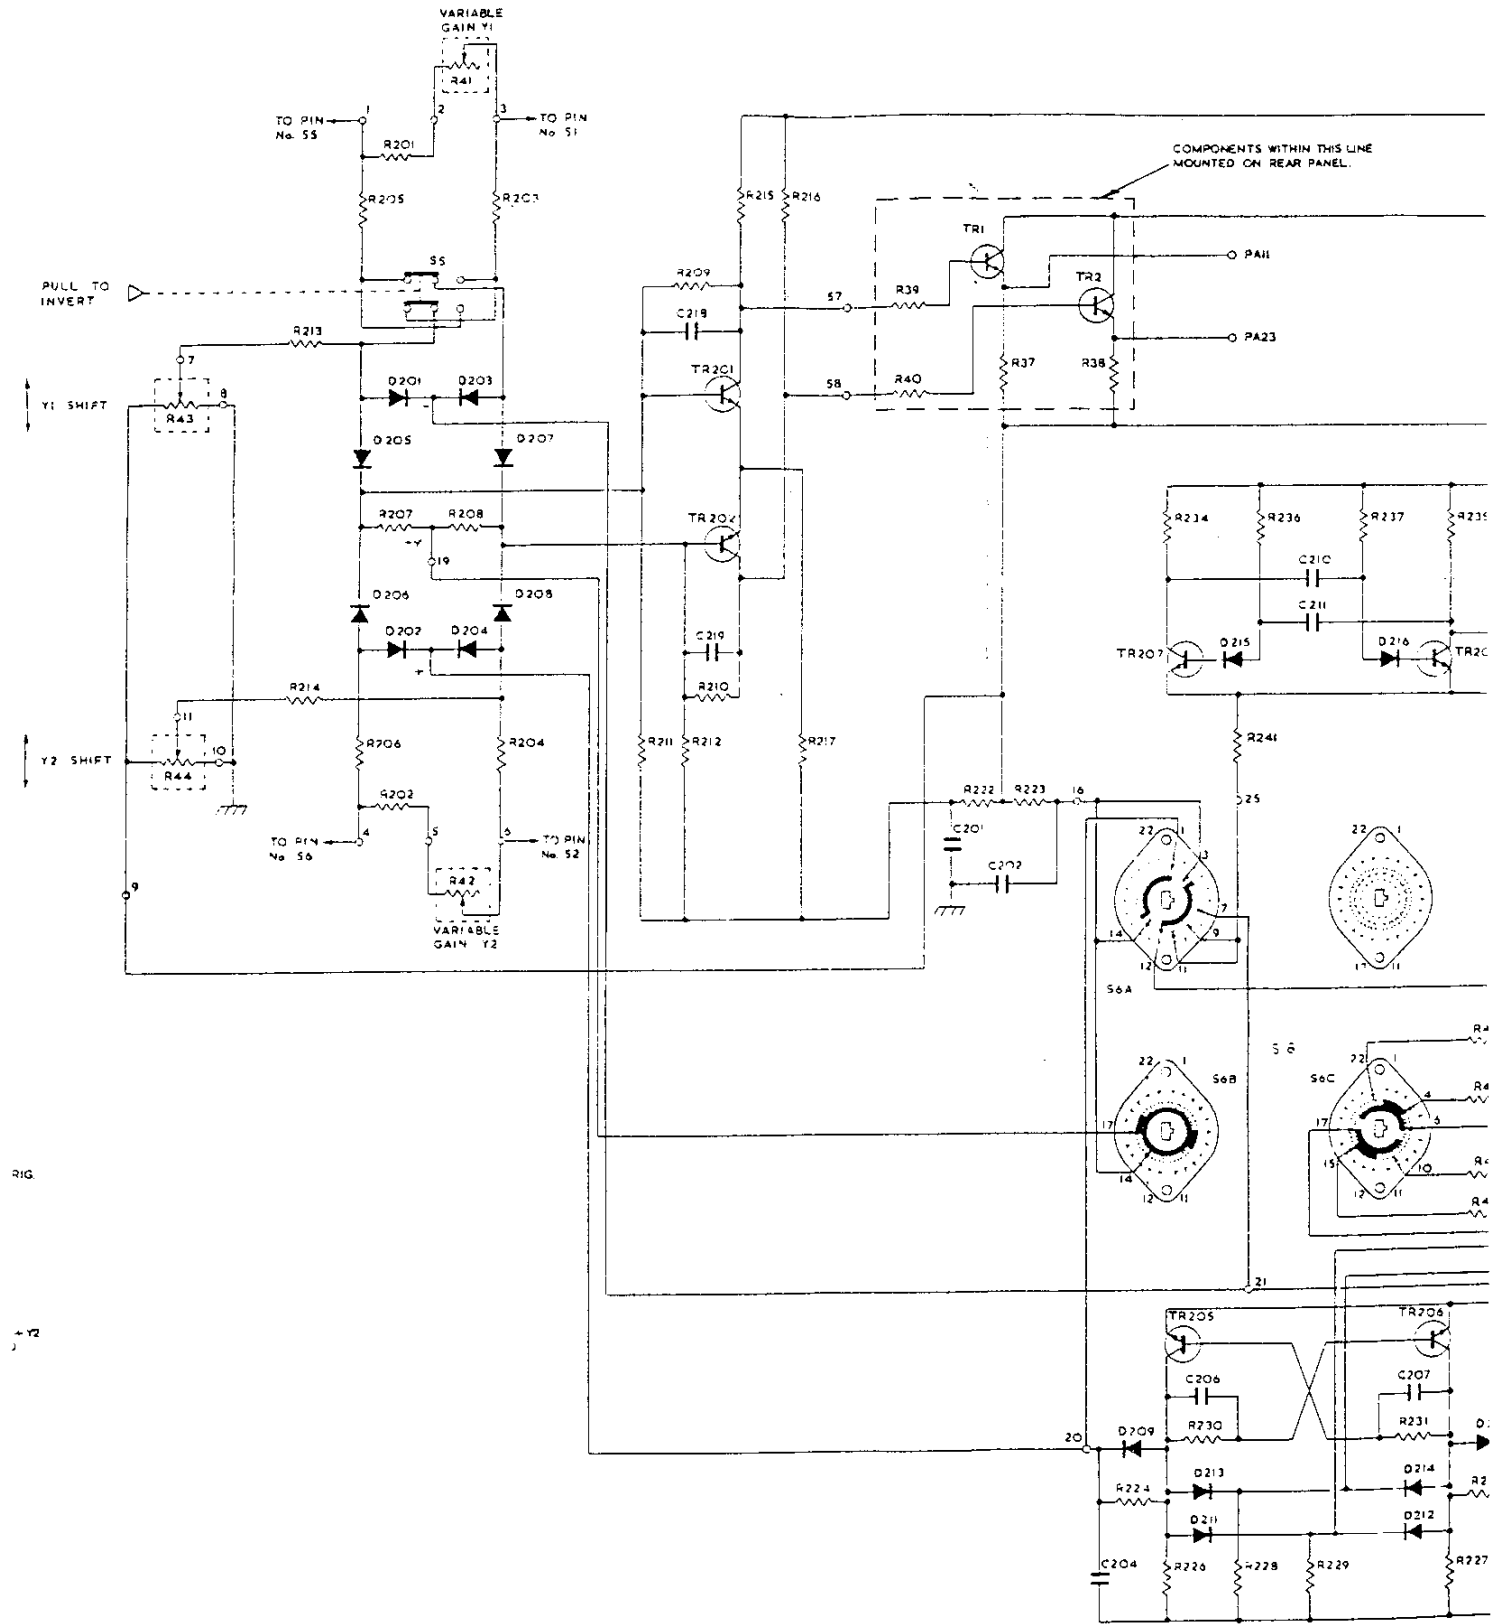 VARIABLE
GAIN Y1
R41
1
2
3
TO PIN
No. 55
TO PIN
No. 51
R201
R205
R203
R215
R216
COMPONENTS WITHIN THIS LINE
MOUNTED ON REAR PANEL.
TR1
TR2
PA11
PA23
S5
PULL TO
INVERT
R209
C218
57
R39
R213
7
R37
R38
TR201
58
R40
D201
D203
8
Y1 SHIFT
R43
D205
D207
R207
R208
+Y
19
TR202
R234
R236
R237
C210
C211
D206
D208
D202
D204
+
C219
R210
TR207
D215
D216
R214
11
Y2 SHIFT
10
R44
R204
R211
R212
R217
R241
R202
R222
R223
16
25
TO PIN
No. 56
4
5
6
TO PIN
No. 52
C201
C202
22
1
3
7
14
9
12
11
S6A
22
1
11
9
R42
VARIABLE
GAIN Y2
S6B
22
1
17
14
12
11
S6C
22
1
4
6
17
15
10
12
11
RIG.
21
+Y2
TR205
TR206
C206
C207
R230
R231
20
D209
D213
D214
R224
D211
D212
C204
R226
R228
R229
R227